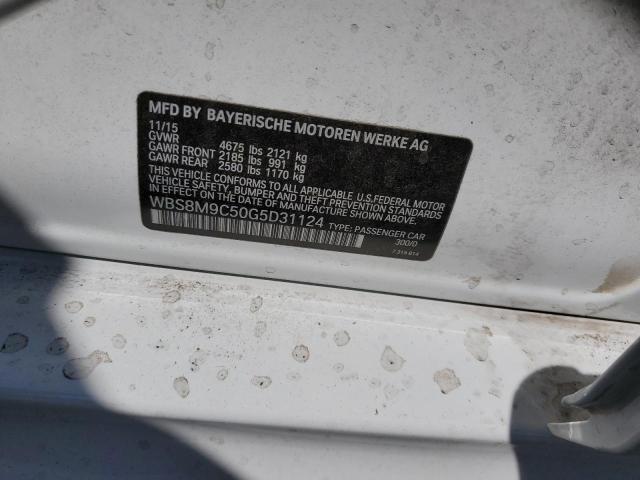 MFD BY BAYERISCHE MOTOREN WERKE AG
11/15
GVWR 4675 lbs 2121 kg
GAWR FRONT 2185 lbs 991 kg
GAWR REAR 2580 lbs 1170 kg
THIS VEHICLE CONFORMS TO ALL APPLICABLE U.S.FEDERAL MOTOR
VEHICLE SAFETY, BUMPER AND THEFT PREVENTION STANDARDS
IN EFFECT ON THE DATE OF MANUFACTURE SHOWN ABOVE.
WBS8M9C50G5D31124 TYPE: PASSENGER CAR
300/0